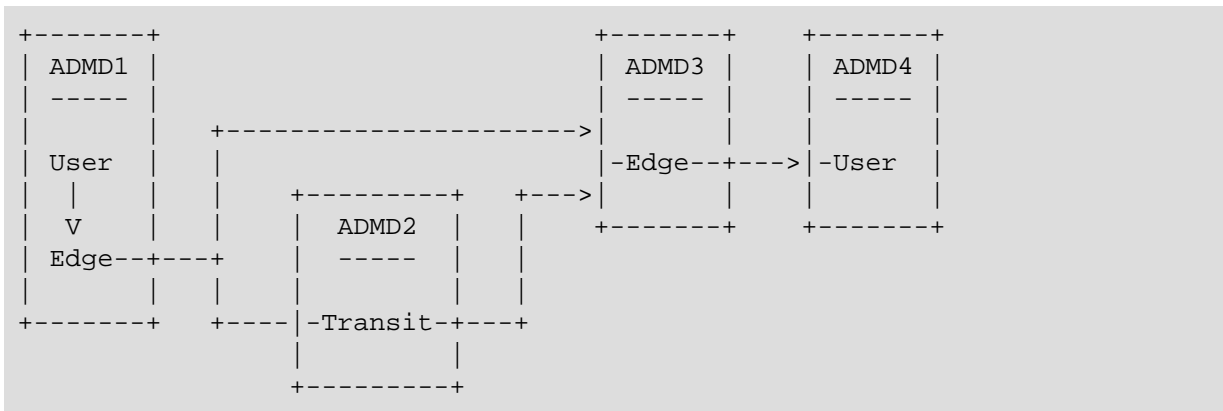 +-------+                           +-------+    +-------+
| ADMD1 |                           | ADMD3 |    | ADMD4 |
| ----- |                           | ----- |    | ----- |
|       |   +---------------------->|       |    |       |
| User  |   |                       |-Edge--+--->|-User  |
|  |    |   |    +---------+   +--->|       |    |       |
|  V    |   |    |  ADMD2  |   |    +-------+    +-------+
| Edge--+---+    |  -----  |   |
|       |   |    |         |   |
+-------+   +----|-Transit-+---+
                 |         |
                 +---------+